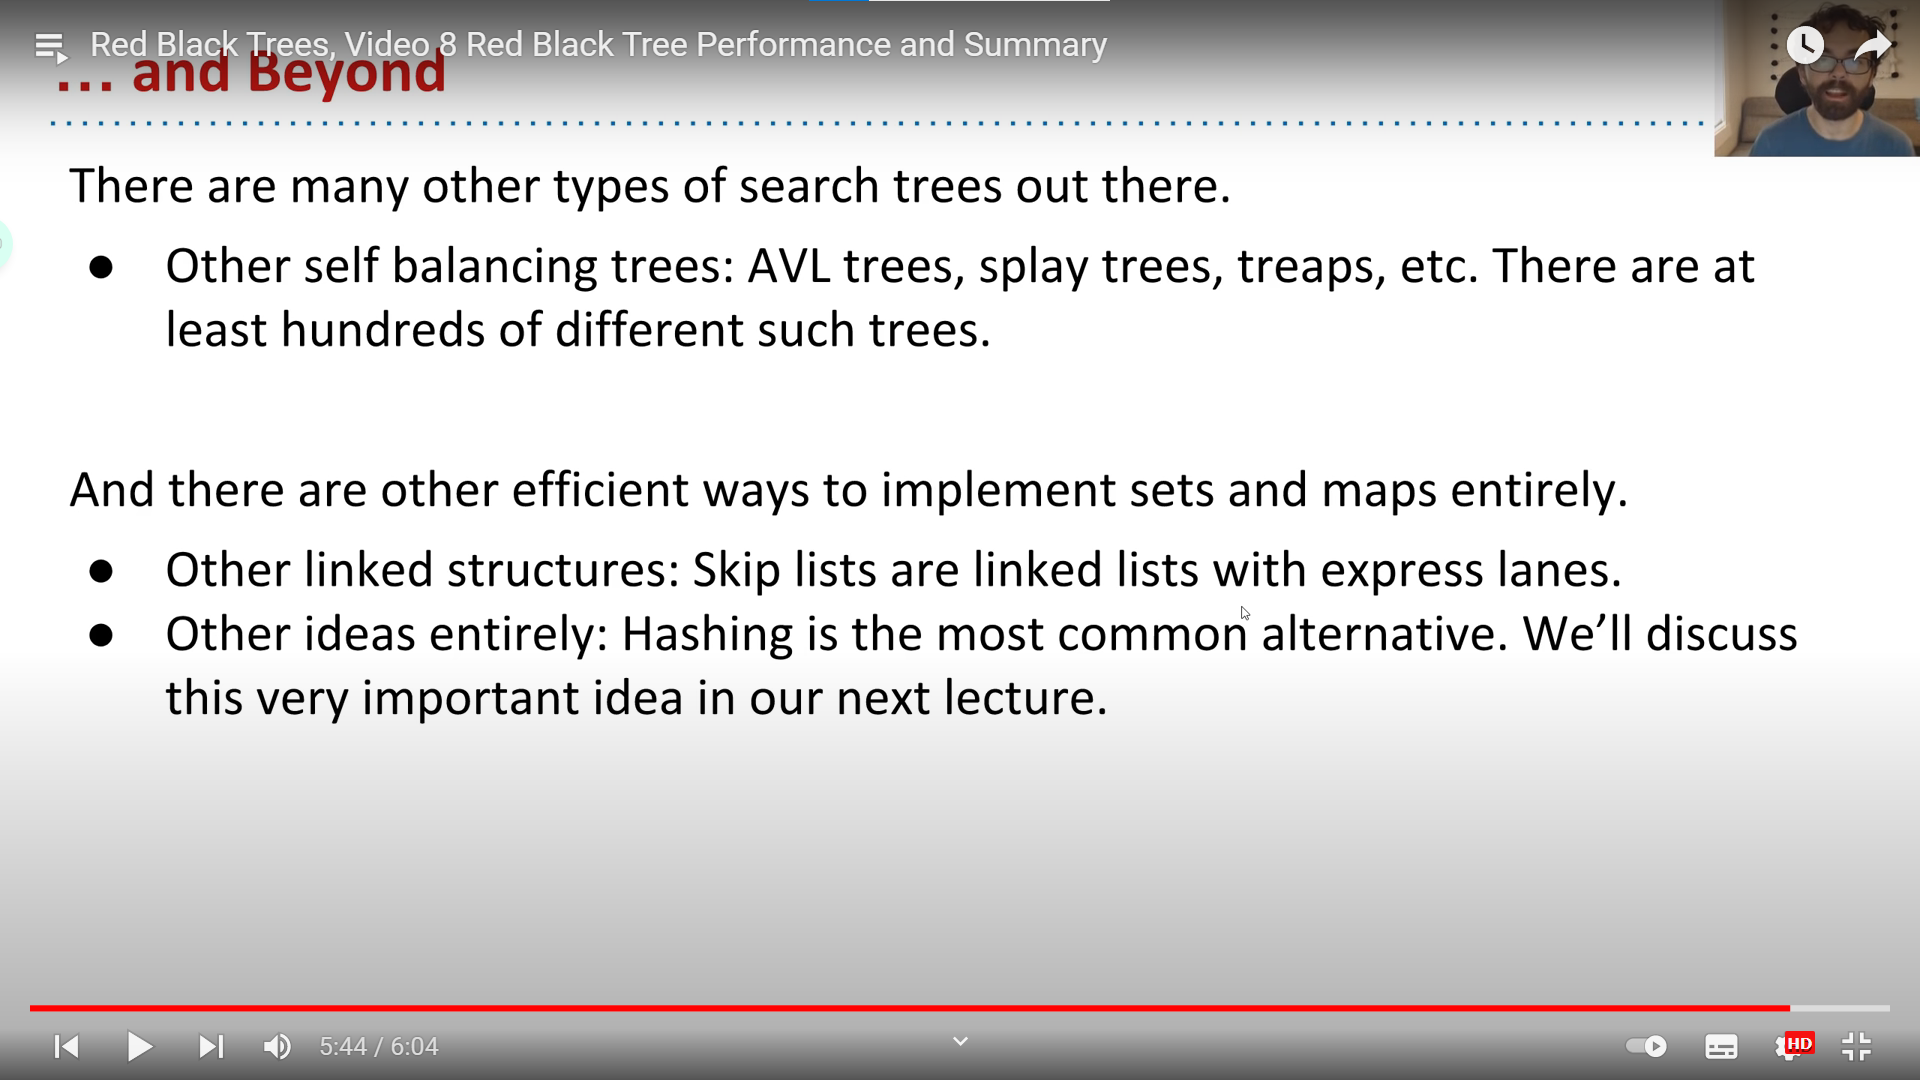 Red Black Trees, Video 8 Red Black Tree Performance and Summary
... and Beyond
There are many other types of search trees out there.
● Other self balancing trees: AVL trees, splay trees, treaps, etc. There are at
least hundreds of different such trees.
And there are other efficient ways to implement sets and maps entirely.
● Other linked structures: Skip lists are linked lists with express lanes.
● Other ideas entirely: Hashing is the most common alternative. We’ll discuss
this very important idea in our next lecture.
5:44 / 6:04
HD